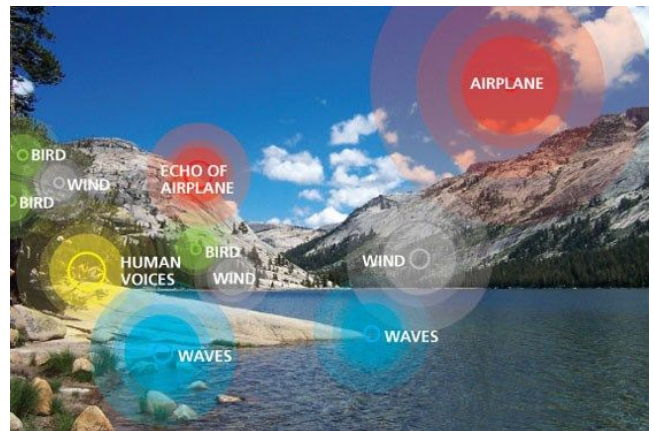 AIRPLANE
BIRD
ECHO OF
AIRPLANE
WIND
BIRD
BIRD
HUMAN
VOICES
WIND
WIND
WAVES
WAVES